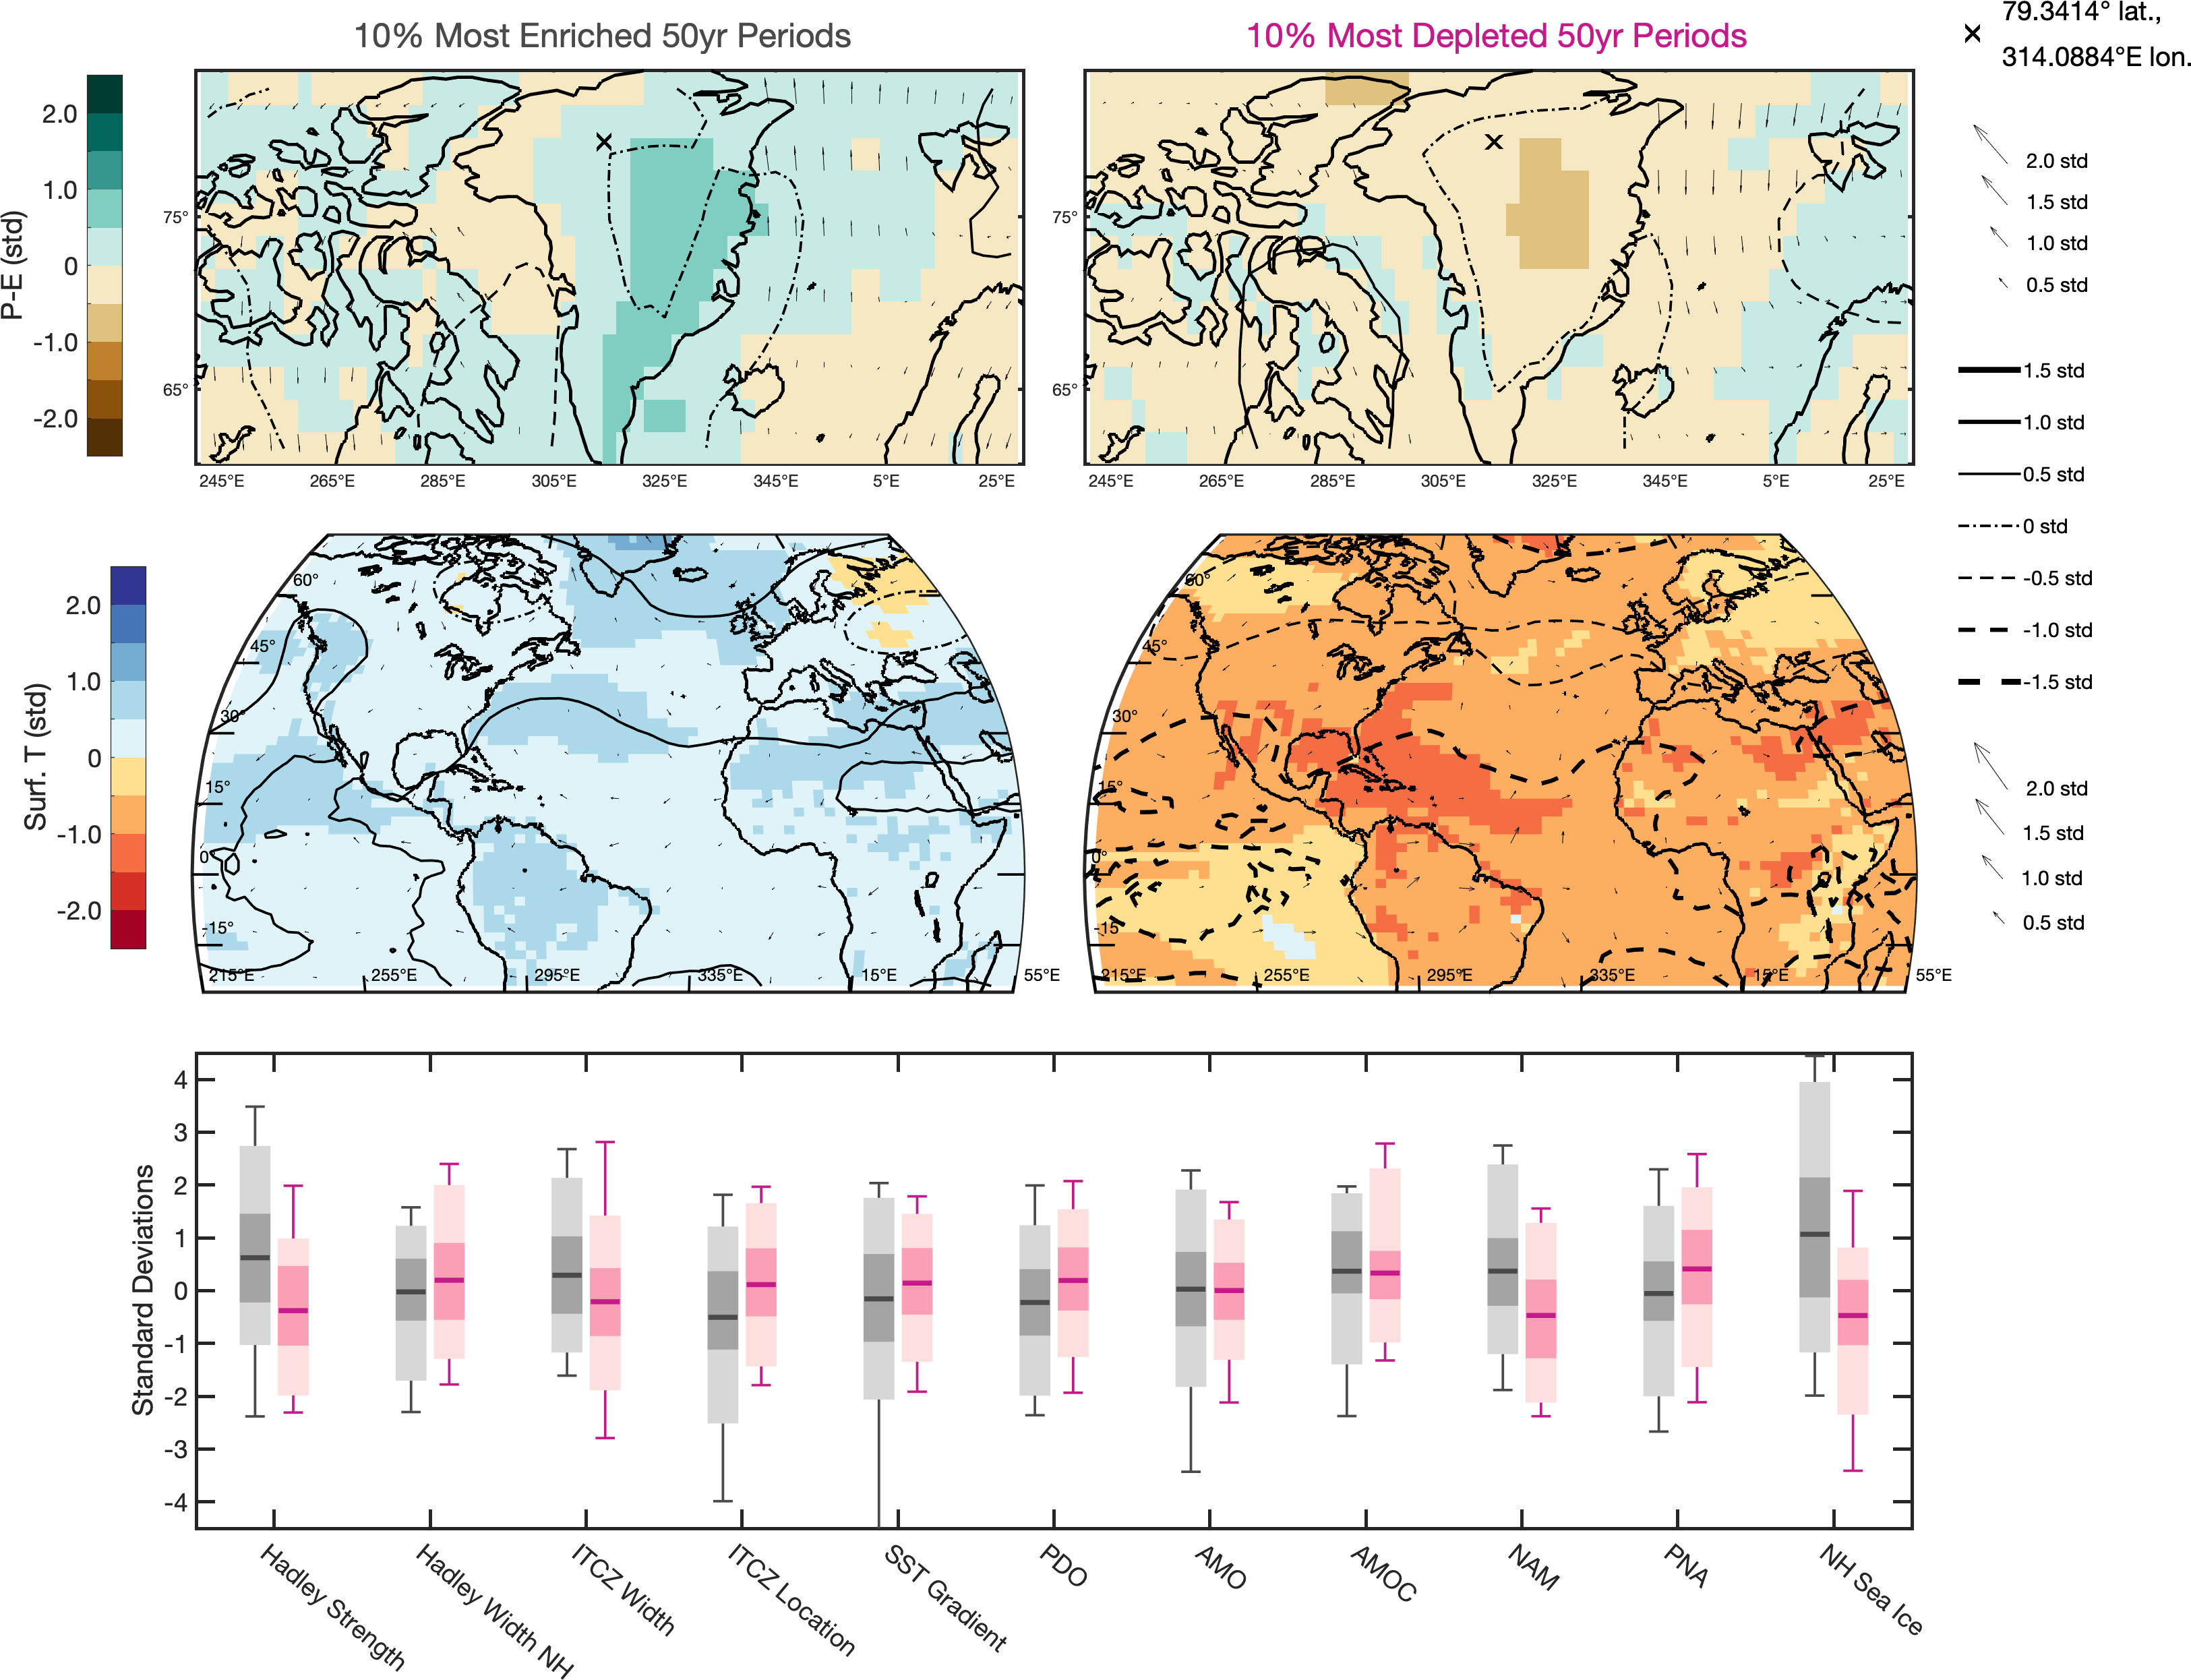 10% Most Enriched 50yr Periods
10% Most Depleted 50yr Periods
79.3414° lat.,
314.0884°E lon.
P-E (std)
2.0
1.0
0
-1.0
-2.0
75°
65°
245°E
265°E
285°E
305°E
325°E
345°E
5°E
25°E
75°
65°
245°E
265°E
285°E
305°E
325°E
345°E
5°E
25°E
2.0 std
1.5 std
1.0 std
0.5 std
1.5 std
1.0 std
0.5 std
0 std
-0.5 std
-1.0 std
-1.5 std
Surf. T (std)
2.0
1.0
0
-1.0
-2.0
60°
45°
30°
15°
0°
-15°
215°E
255°E
295°E
335°E
15°E
55°E
60°
45°
30°
15°
0°
-15
215°E
255°E
295°E
335°E
15°E
55°E
2.0 std
1.5 std
1.0 std
0.5 std
Standard Deviations
4
3
2
1
0
-1
-2
-3
-4
Hadley Strength
Hadley Width NH
ITCZ Width
ITCZ Location
SST Gradient
PDO
AMO
AMOC
NAM
PNA
NH Sea Ice